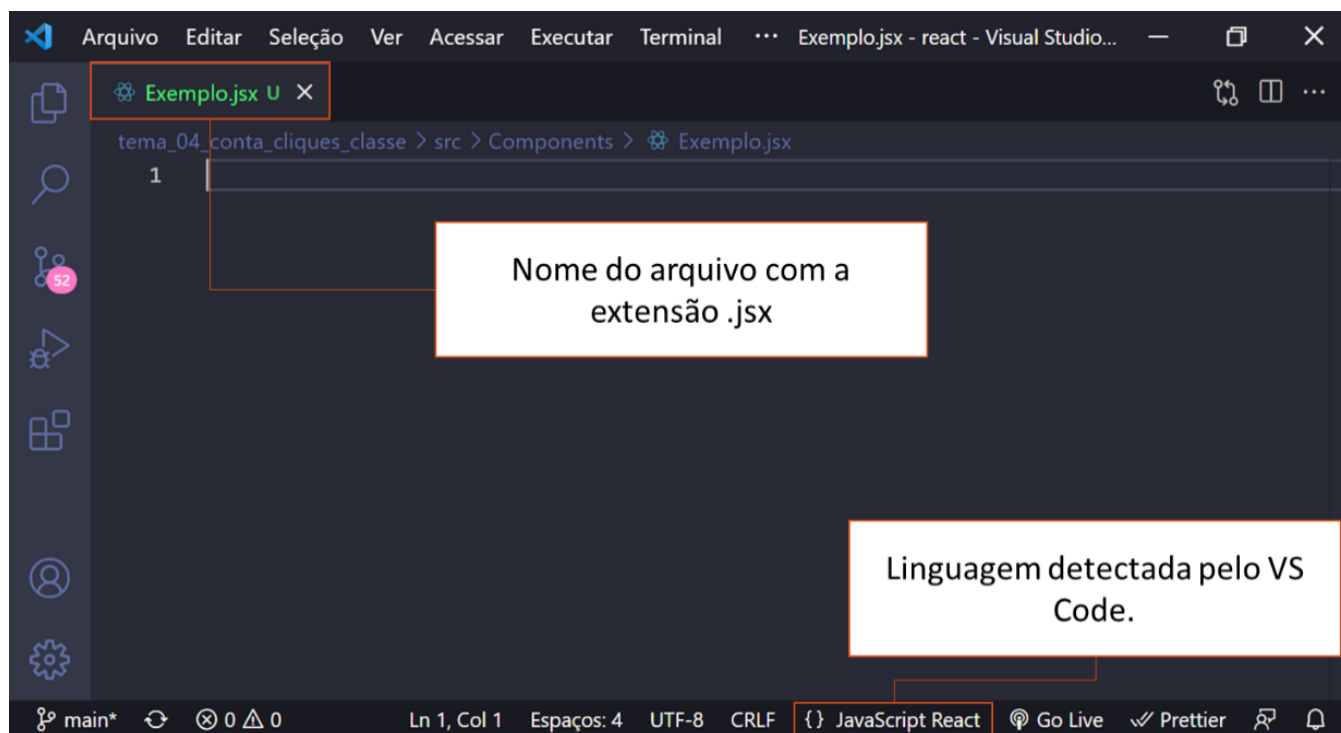 Arquivo Editar Seleção Ver Acessar Executar Terminal ··· Exemplo.jsx - react - Visual Studio...
Exemplo.jsx U
tema_04_conta_cliques_classe > src > Components > Exemplo.jsx
1
Nome do arquivo com a
extensão .jsx
52
Linguagem detectada pelo VS
Code.
main* 0 0 Ln 1, Col 1 Espaços: 4 UTF-8 CRLF {} JavaScript React Go Live Prettier